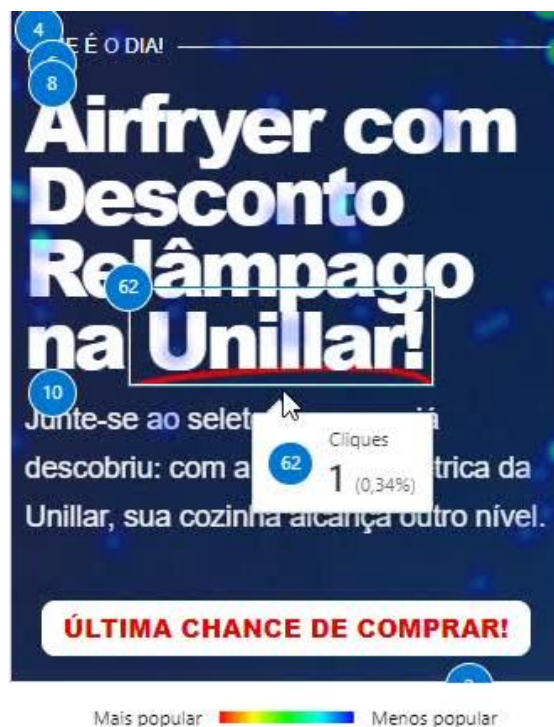 4
E É O DIA!
8
Airfryer com
Desconto
Relâmpago
62
na Unillar!
10
Junte-se ao selet
Cliques
descobriu: com a
62
1 (0,34%)
trica da
Unillar, sua cozinha alcança outro nível.
ÚLTIMA CHANCE DE COMPRAR!
Mais popular
Menos popular